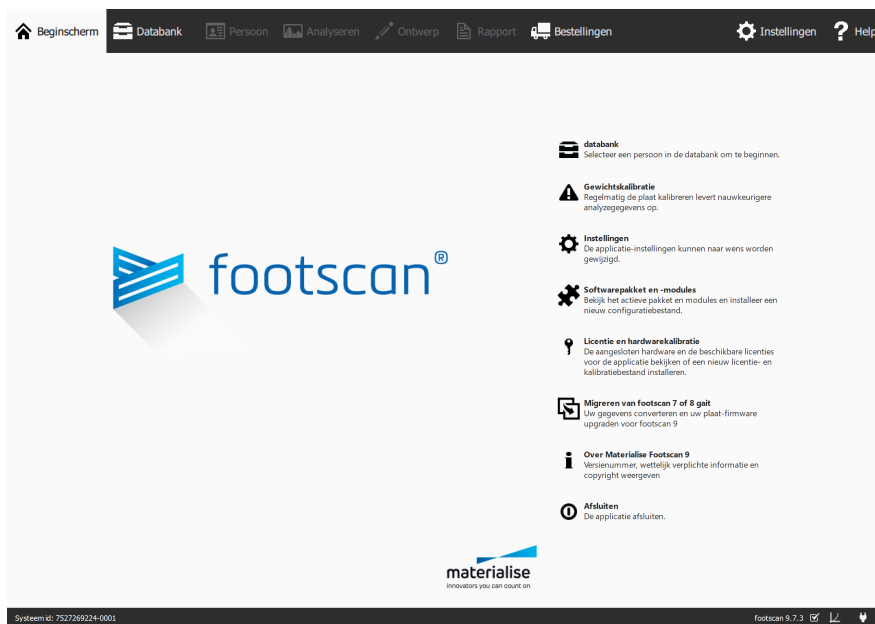 Beginscherm Databank Persoon Analyseren Ontwerp Rapport Bestellingen Instellingen ? Help
databank
Selecteer een persoon in de databank om te beginnen.
Gewichtskalibratie
Regelmatig de plaat kalibreren levert nauwkeurigere
analyzegegevens op.
Instellingen
De applicatie-instellingen kunnen naar wens worden
gewijzigd.
footscan®
Softwarepakket en -modules
Bekijk het actieve pakket en modules en installeer een
nieuw configuratiebestand.
Licentie en hardwarekalibratie
De aangesloten hardware en de beschikbare licenties
voor de applicatie bekijken of een nieuw licentie- en
kalibratiebestand installeren.
Migreren van footscan 7 of 8 gait
Uw gegevens converteren en uw plaat-firmware
upgraden voor footscan 9
Over Materialise Footscan 9
Versienummer, wettelijk verplichte informatie en
copyright weergeven
Afsluiten
De applicatie afsluiten.
materialise
innovators you can count on
Systeem id: 7527269224-0001 footscan 9.7.3